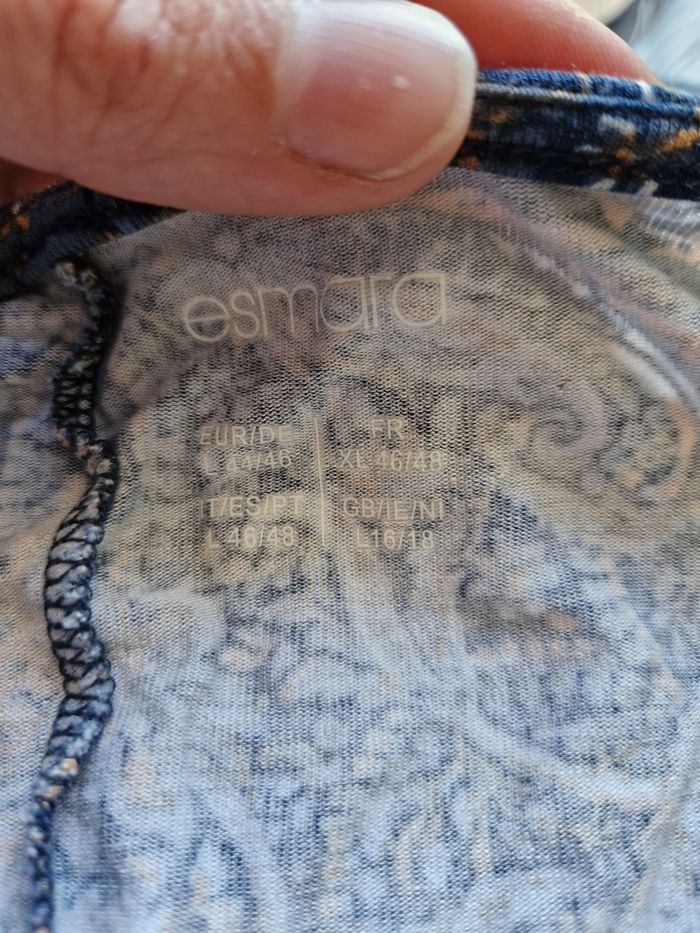 esmara
EUR/DE
L 44/46
FR
XL 46/48
IT/ES/PT
L 46/48
GB/IE/NI
L16/18